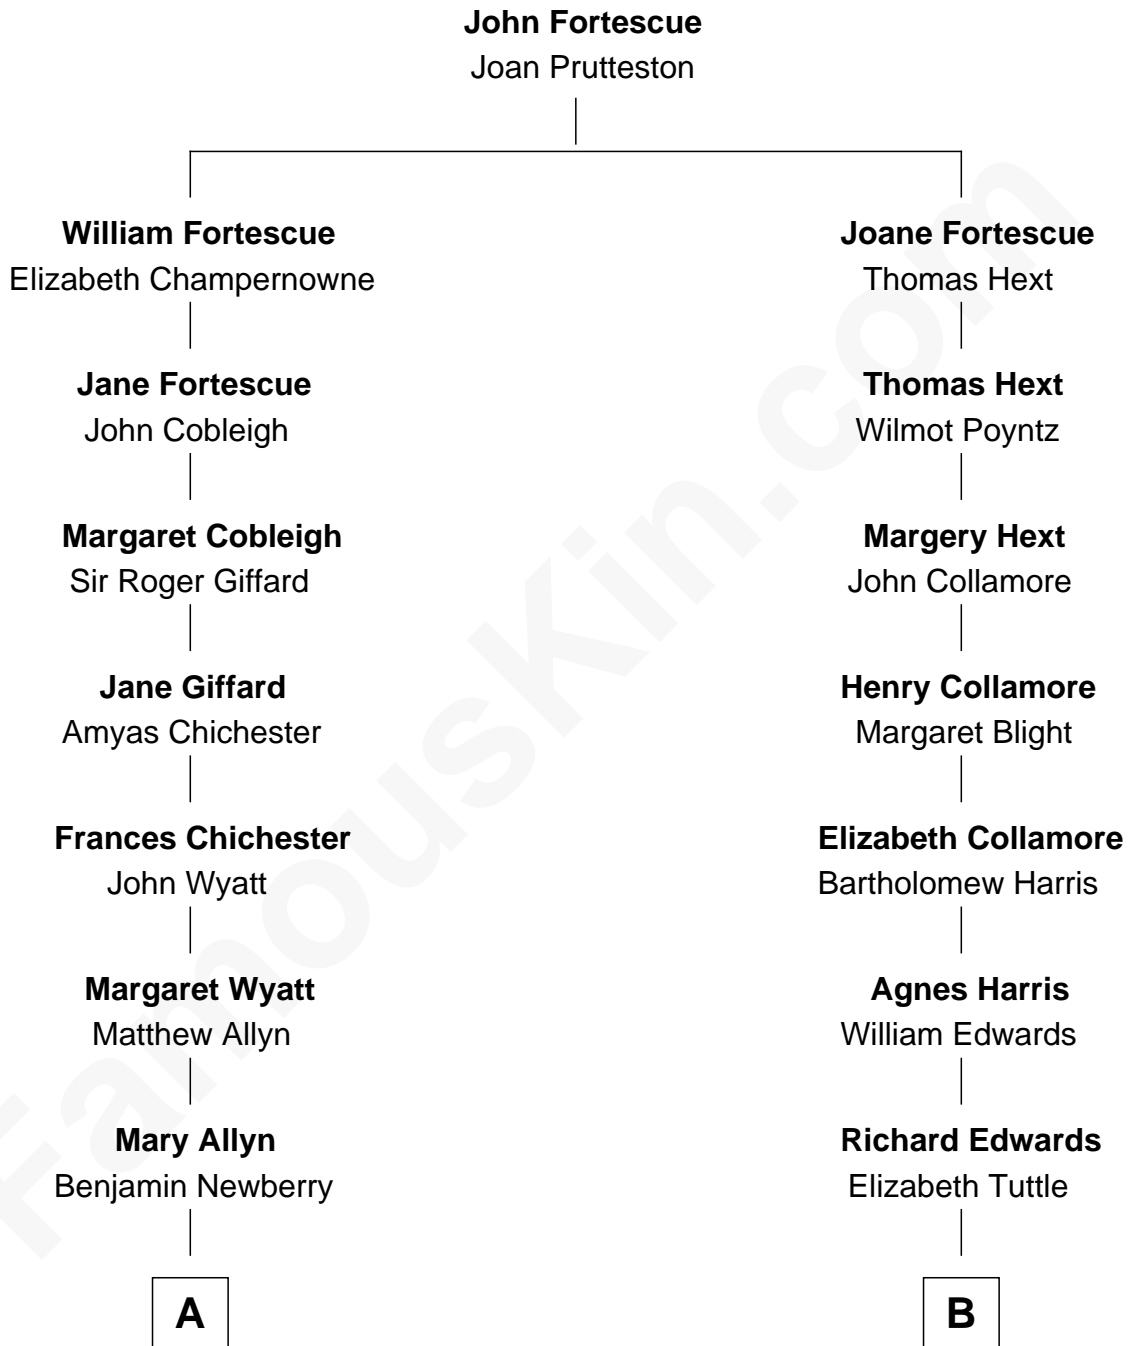 John Fortescue
Joan Prutteston
William Fortescue
Elizabeth Champernowne
Jane Fortescue
John Cobleigh
Margaret Cobleigh
Sir Roger Giffard
Jane Giffard
Amyas Chichester
Frances Chichester
John Wyatt
Margaret Wyatt
Matthew Allyn
Mary Allyn
Benjamin Newberry
A
Joane Fortescue
Thomas Hext
Thomas Hext
Wilmot Poyntz
Margery Hext
John Collamore
Henry Collamore
Margaret Blight
Elizabeth Collamore
Bartholomew Harris
Agnes Harris
William Edwards
Richard Edwards
Elizabeth Tuttle
B
FamousKin.com